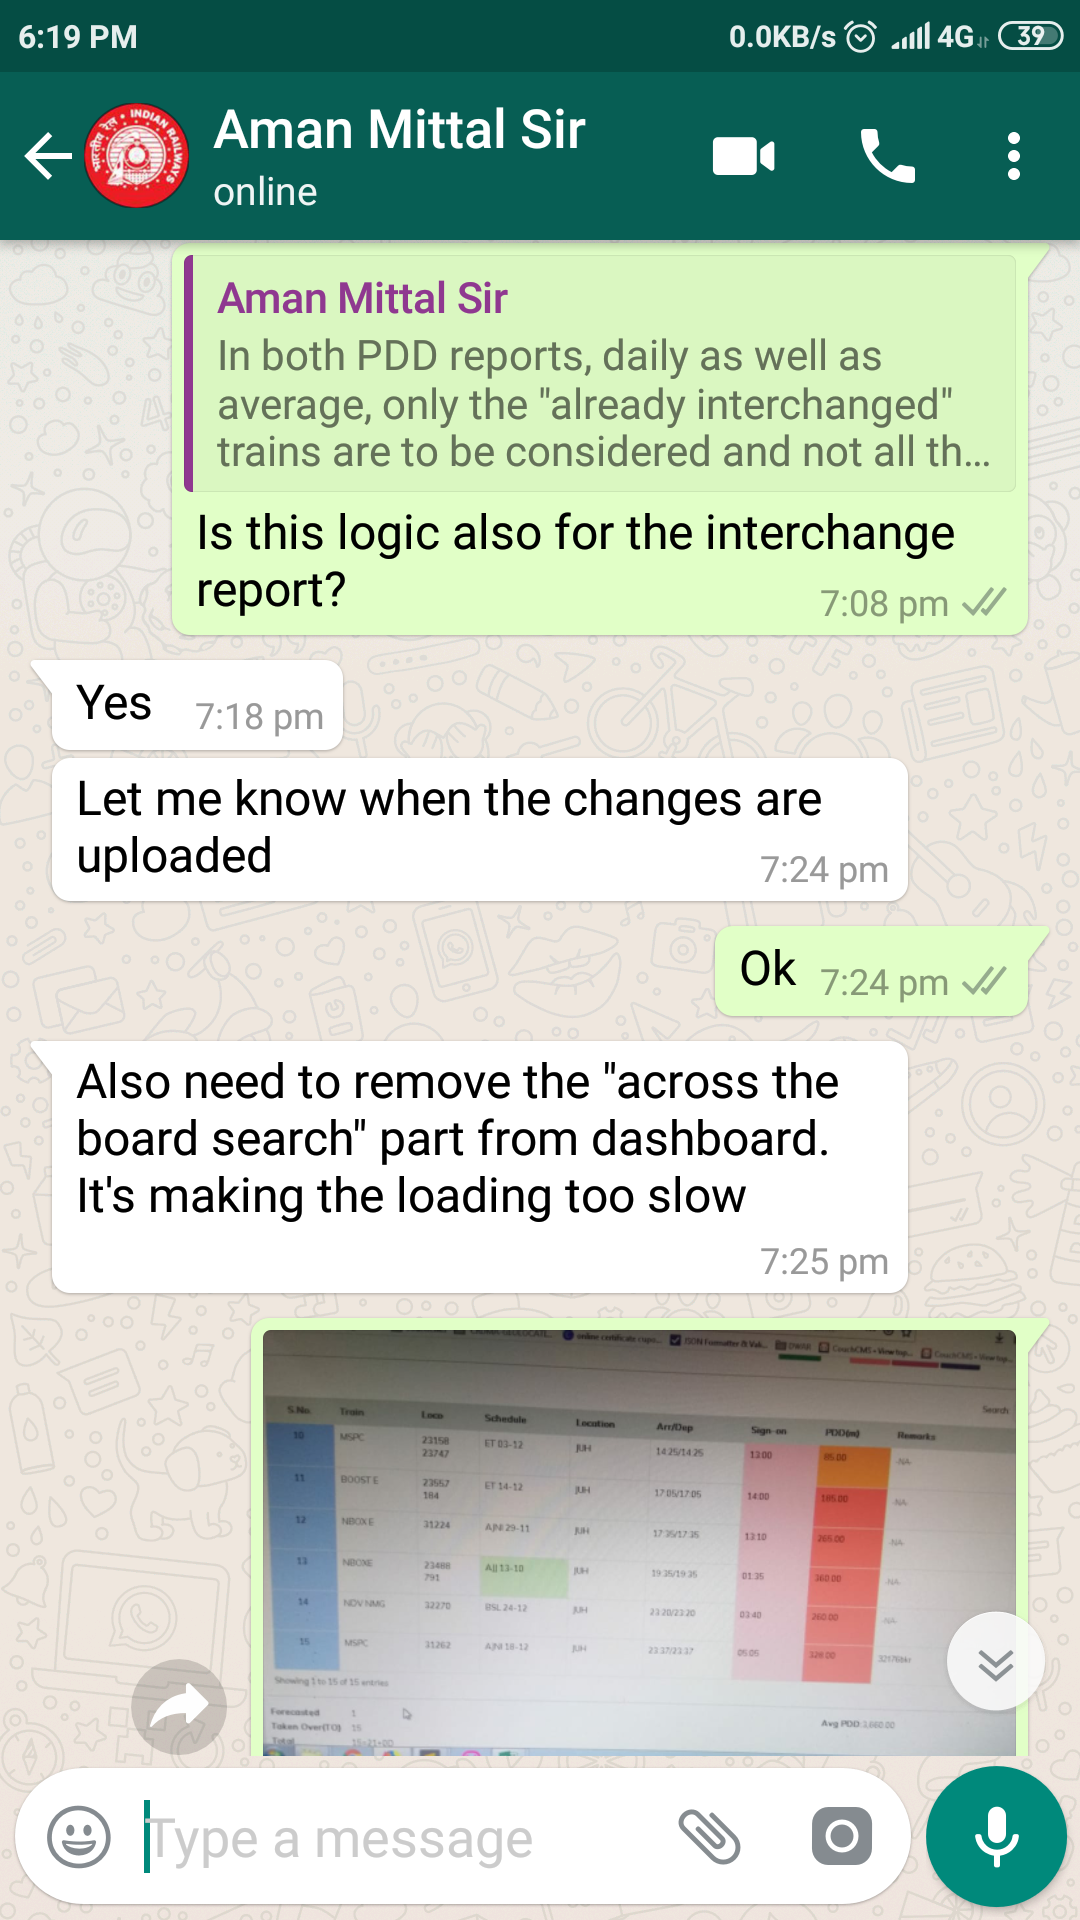 6:19 PM
0.0KB/s 4G 39
Aman Mittal Sir
online
Aman Mittal Sir
In both PDD reports, daily as well as
average, only the "already interchanged"
trains are to be considered and not all th...
Is this logic also for the interchange
report?
7:08 pm
Yes 7:18 pm
Let me know when the changes are
uploaded
7:24 pm
Ok 7:24 pm
Also need to remove the "across the
board search" part from dashboard.
It's making the loading too slow
7:25 pm
Search
S.No. Train Loco Schedule Location Arr/Dep Sign-on PDD(m) Remarks
10 MSPC 23158 ET 03-12 JUH 14:25/14:25 13:00 85.00 -NA-
23747
11 BOOST E 23557 ET 14-12 JUH 17:05/17:05 14:00 185.00 -NA-
184
12 NBOX E 31224 AJNI 29-11 JUH 17:35/17:35 13:10 265.00 -NA-
13 NBOXE 23488 AJJ 13-10 JUH 19:35/19:35 01:35 360.00 -NA-
791
14 NDV NMG 32270 BSL 24-12 JUH 23:20/23:20 03:40 260.00 -NA-
15 MSPC 31262 AJNI 18-12 JUH 23:37/23:37 05:05 328.00
Showing 1 to 15 of 15 entries
Forecasted 1
Taken Over(TO) 15
Avg PDD:3,660.00
Total
Type a message